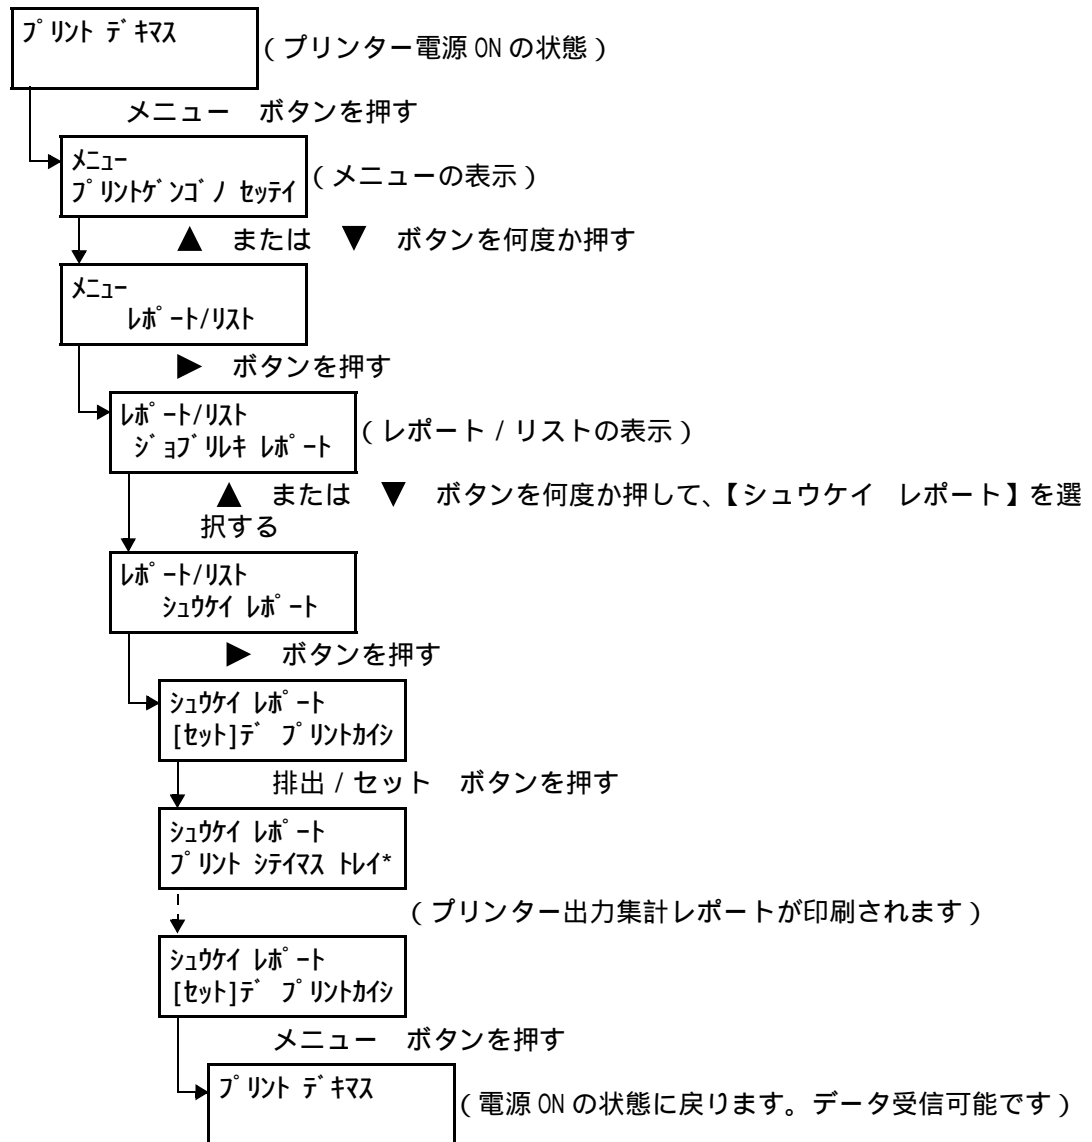 ﾌﾟﾘﾝﾄ ﾃﾞｷﾏｽ
(プリンター電源 ON の状態)
メニュー　ボタンを押す
ﾒﾆｭｰ
ﾌﾟﾘﾝﾄｹﾞﾝｺﾞﾉ ｾｯﾃｲ
(メニューの表示)
▲　または　▼　ボタンを何度か押す
ﾒﾆｭｰ
ﾚﾎﾟｰﾄ/ﾘｽﾄ
▶　ボタンを押す
ﾚﾎﾟｰﾄ/ﾘｽﾄ
ｼﾞｮﾌﾞﾘﾚｷ ﾚﾎﾟｰﾄ
(レポート / リストの表示)
▲　または　▼　ボタンを何度か押して、【シュウケイ　レポート】を選
択する
ﾚﾎﾟｰﾄ/ﾘｽﾄ
ｼｭｳｹｲ ﾚﾎﾟｰﾄ
▶　ボタンを押す
ｼｭｳｹｲ ﾚﾎﾟｰﾄ
[ｾｯﾄ]ﾃﾞ ﾌﾟﾘﾝﾄｶｲｼ
排出 / セット　ボタンを押す
ｼｭｳｹｲ ﾚﾎﾟｰﾄ
ﾌﾟﾘﾝﾄ ｼﾃｲﾏｽ ﾄﾚｲ*
(プリンター出力集計レポートが印刷されます)
ｼｭｳｹｲ ﾚﾎﾟｰﾄ
[ｾｯﾄ]ﾃﾞ ﾌﾟﾘﾝﾄｶｲｼ
メニュー　ボタンを押す
ﾌﾟﾘﾝﾄ ﾃﾞｷﾏｽ
(電源 ON の状態に戻ります。データ受信可能です)